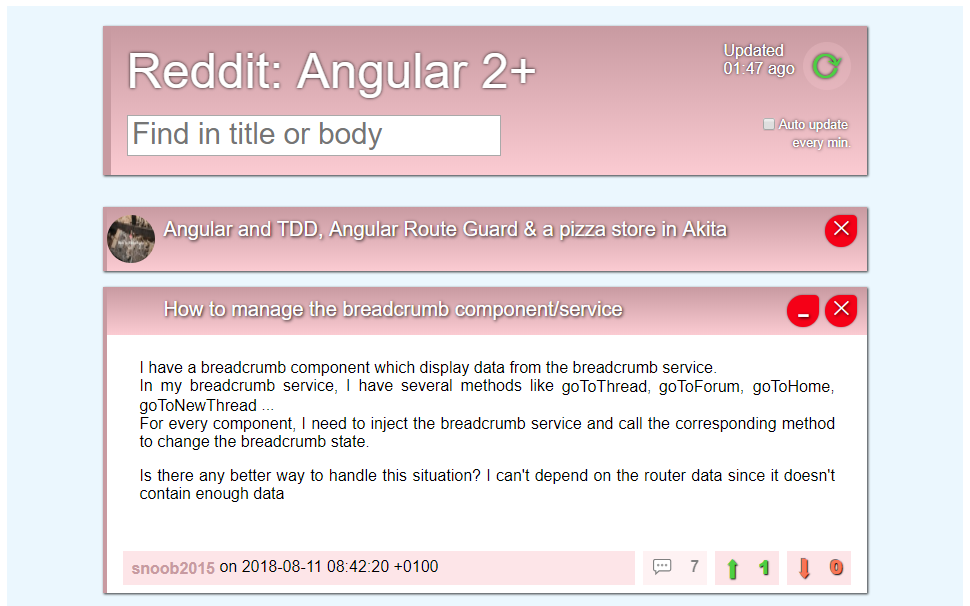 Reddit: Angular 2+
Updated
01:47 ago
Find in title or body
Auto update
every min.
Angular and TDD, Angular Route Guard & a pizza store in Akita
How to manage the breadcrumb component/service
I have a breadcrumb component which display data from the breadcrumb service.
In my breadcrumb service, I have several methods like goToThread, goToForum, goToHome,
goToNewThread ...
For every component, I need to inject the breadcrumb service and call the corresponding method
to change the breadcrumb state.
Is there any better way to handle this situation? I can't depend on the router data since it doesn't
contain enough data
snoob2015 on 2018-08-11 08:42:20 +0100
7
1
0